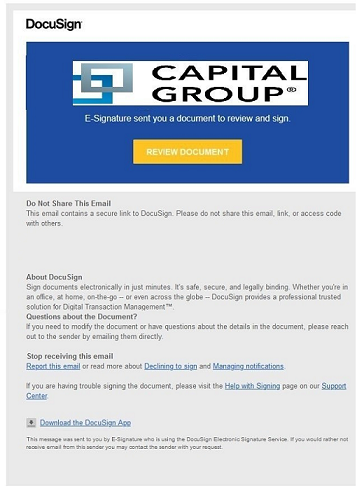 DocuSign
CAPITAL
GROUP®
E-Signature sent you a document to review and sign.
REVIEW DOCUMENT
Do Not Share This Email
This email contains a secure link to DocuSign. Please do not share this email, link, or access code
with others.
About DocuSign
Sign documents electronically in just minutes. It's safe, secure, and legally binding. Whether you're in
an office, at home, on-the-go -- or even across the globe -- DocuSign provides a professional trusted
solution for Digital Transaction Management™.
Questions about the Document?
If you need to modify the document or have questions about the details in the document, please reach
out to the sender by emailing them directly.
Stop receiving this email
Report this email or read more about Declining to sign and Managing notifications.
If you are having trouble signing the document, please visit the Help with Signing page on our Support
Center.
Download the DocuSign App
This message was sent to you by E-Signature who is using the DocuSign Electronic Signature Service. If you would rather not
receive email from this sender you may contact the sender with your request.